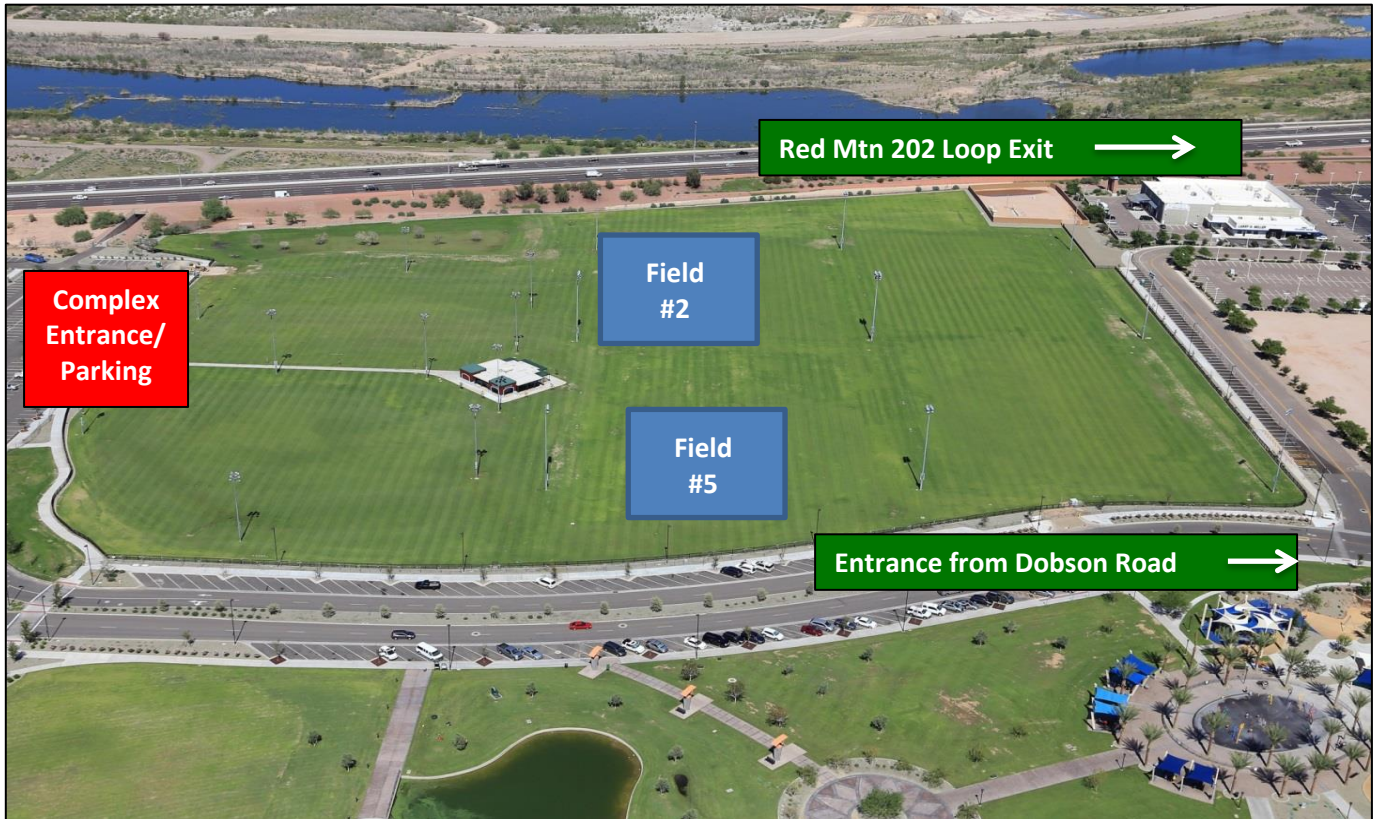 Red Mtn 202 Loop Exit
Field
#2
Complex
Entrance/
Parking
Field
#5
Entrance from Dobson Road